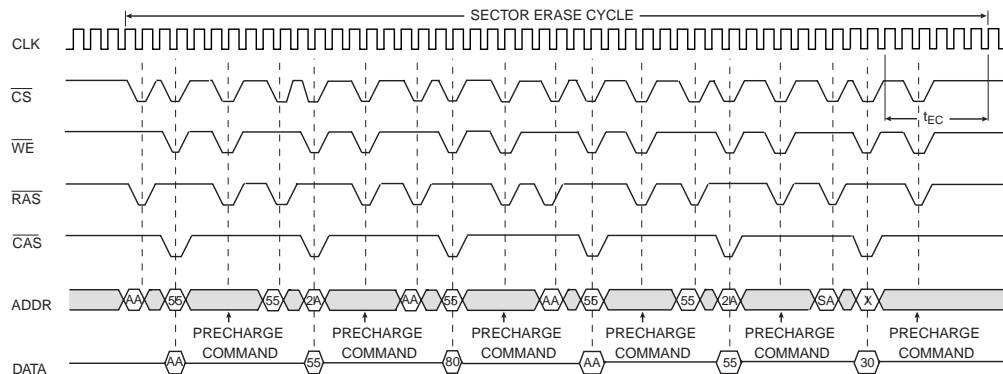 SECTOR ERASE CYCLE
CLK
CS
tEC
WE
RAS
CAS
ADDR AA 55 55 2A AA 55 AA 55 55 2A SA X
PRECHARGE COMMAND PRECHARGE COMMAND PRECHARGE COMMAND PRECHARGE COMMAND PRECHARGE COMMAND PRECHARGE COMMAND
DATA AA 55 80 AA 55 30